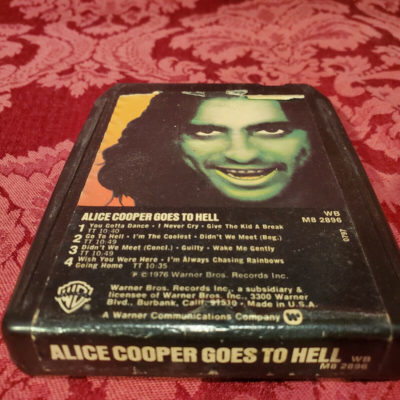 ALICE COOPER GOES TO HELL
WB
M8 2896
1 You Gotta Dance • I Never Cry • Give The Kid A Break
TT 10:40
2 Go To Hell • I'm The Coolest • Didn't We Meet (Beg.)
TT 10:49
3 Didn't We Meet (Concl.) • Guilty • Wake Me Gently
TT 10:49
4 Wish You Were Here • I'm Always Chasing Rainbows
Going Home TT 10:35
℗ © 1976 Warner Bros. Records Inc.
Warner Bros. Records Inc., a subsidiary &
licensee of Warner Bros. Inc., 3300 Warner
Blvd., Burbank, Calif. 91510 • Made in U.S.A.
A Warner Communications Company
ALICE COOPER GOES TO HELL WB
M8 2896